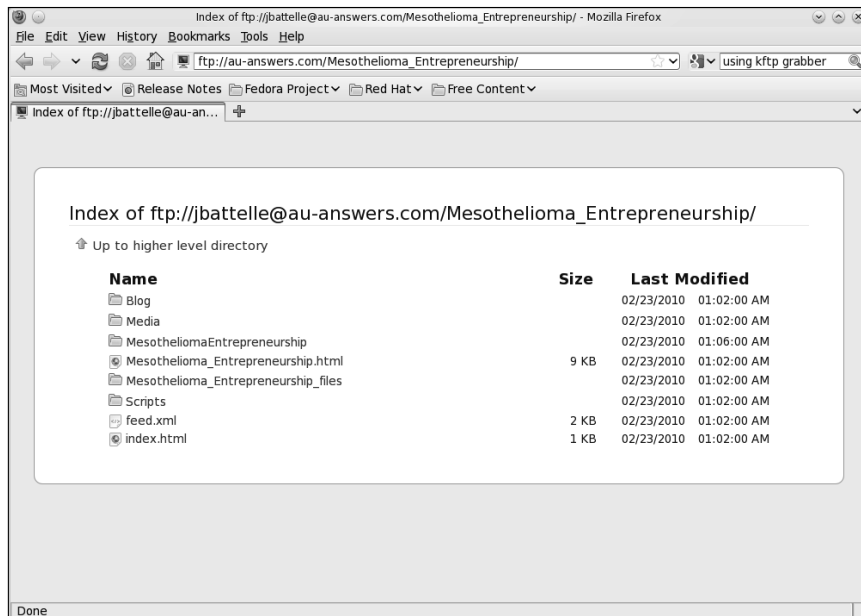 Index of ftp://jbattelle@au-answers.com/Mesothelioma_Entrepreneurship/ - Mozilla Firefox
File Edit View History Bookmarks Tools Help
ftp://au-answers.com/Mesothelioma_Entrepreneurship/ using kftp grabber
Most Visited Release Notes Fedora Project Red Hat Free Content
Index of ftp://jbattelle@au-an...
Index of ftp://jbattelle@au-answers.com/Mesothelioma_Entrepreneurship/
Up to higher level directory
Name Size Last Modified
Blog 02/23/2010 01:02:00 AM
Media 02/23/2010 01:02:00 AM
MesotheliomaEntrepreneurship 02/23/2010 01:06:00 AM
Mesothelioma_Entrepreneurship.html 9 KB 02/23/2010 01:02:00 AM
Mesothelioma_Entrepreneurship_files 02/23/2010 01:02:00 AM
Scripts 02/23/2010 01:02:00 AM
feed.xml 2 KB 02/23/2010 01:02:00 AM
index.html 1 KB 02/23/2010 01:02:00 AM
Done